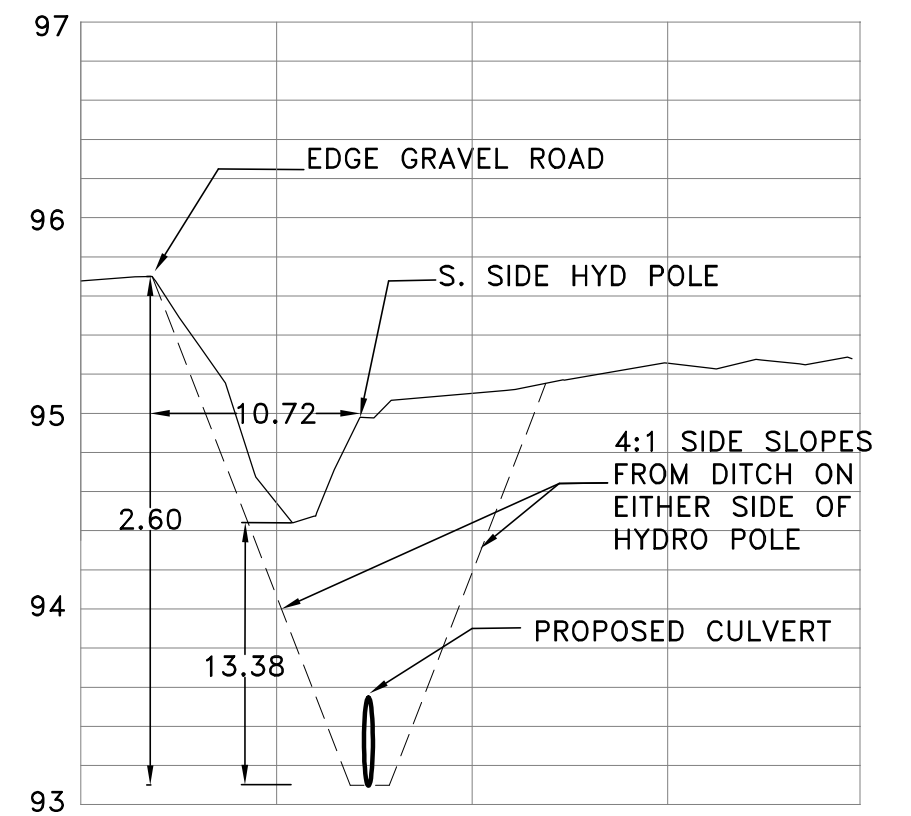 97
EDGE GRAVEL ROAD
96
S. SIDE HYD POLE
95
10.72
4:1 SIDE SLOPES
FROM DITCH ON
EITHER SIDE OF
HYDRO POLE
2.60
94
PROPOSED CULVERT
13.38
93